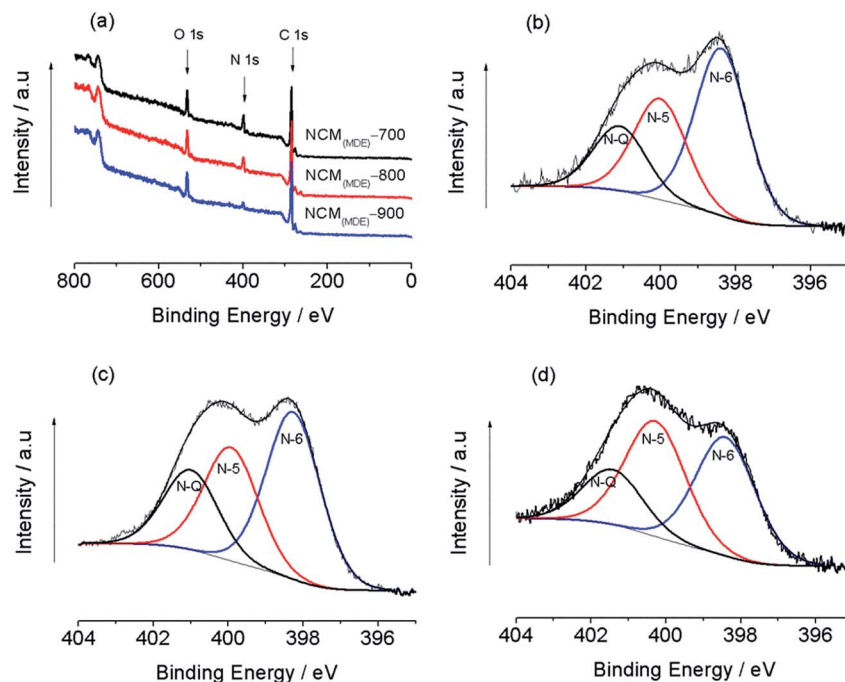 (a)
O 1s
N 1s
C 1s
NCM(MDE)−700
NCM(MDE)−800
NCM(MDE)−900
Intensity / a.u
800 600 400 200 0
Binding Energy / eV
(b)
N-Q
N-5
N-6
Intensity / a.u
404 402 400 398 396
Binding Energy / eV
(c)
N-Q
N-5
N-6
Intensity / a.u
404 402 400 398 396
Binding Energy / eV
(d)
N-Q
N-5
N-6
Intensity / a.u
404 402 400 398 396
Binding Energy / eV